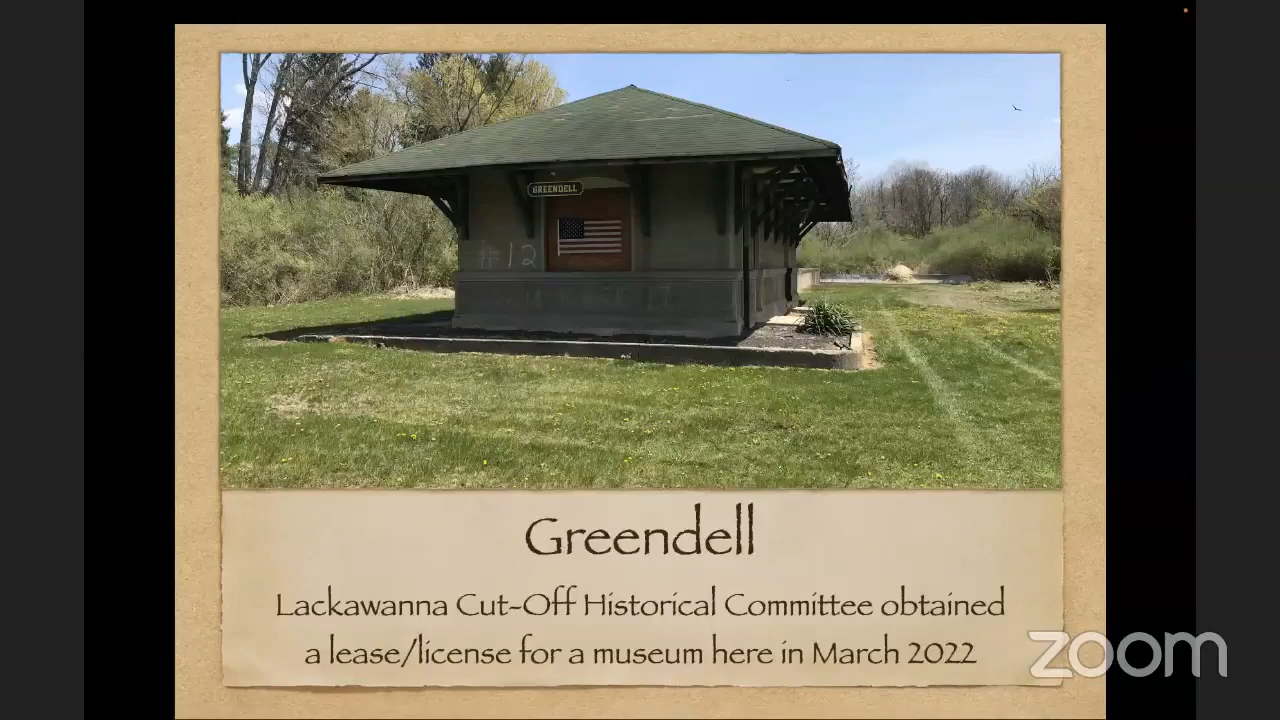 GREENDELL
#12
Greendell
Lackawanna Cut-Off Historical Committee obtained
a lease/license for a museum here in March 2022
zoom